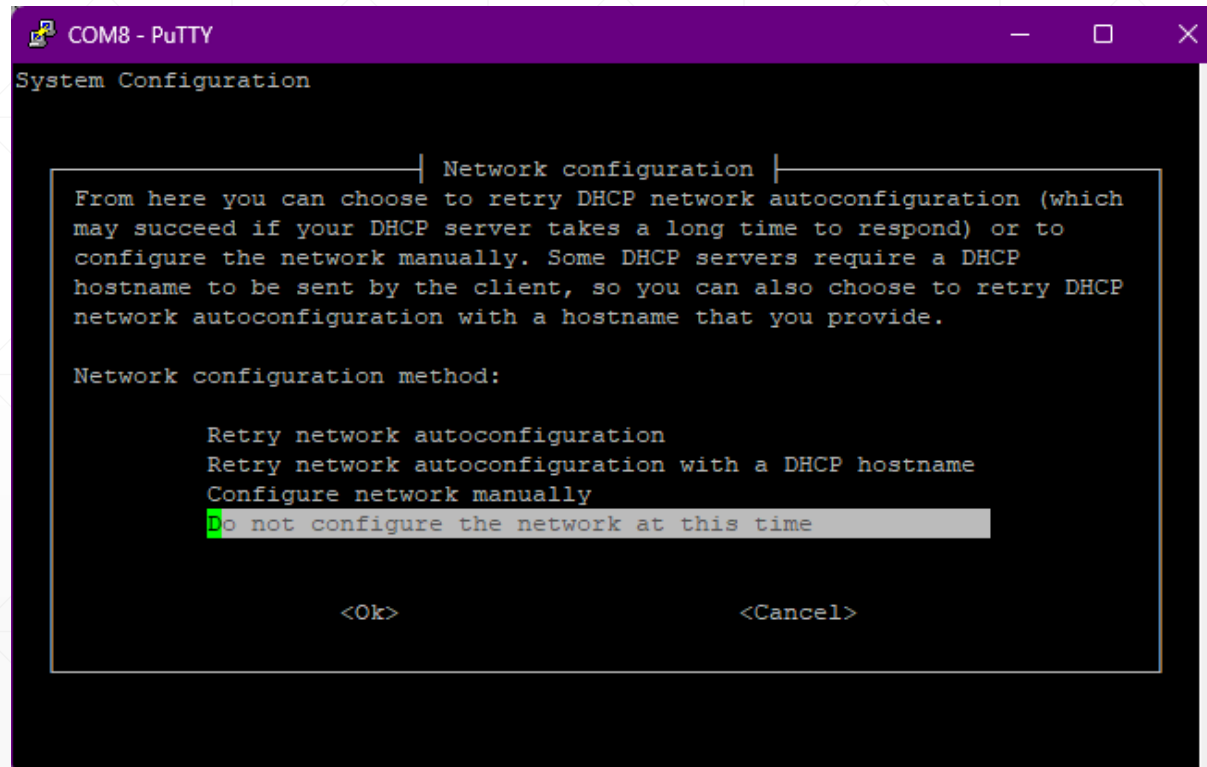 COM8 - PuTTY
System Configuration
Network configuration
From here you can choose to retry DHCP network autoconfiguration (which
may succeed if your DHCP server takes a long time to respond) or to
configure the network manually. Some DHCP servers require a DHCP
hostname to be sent by the client, so you can also choose to retry DHCP
network autoconfiguration with a hostname that you provide.
Network configuration method:
Retry network autoconfiguration
Retry network autoconfiguration with a DHCP hostname
Configure network manually
Do not configure the network at this time
<Ok> <Cancel>